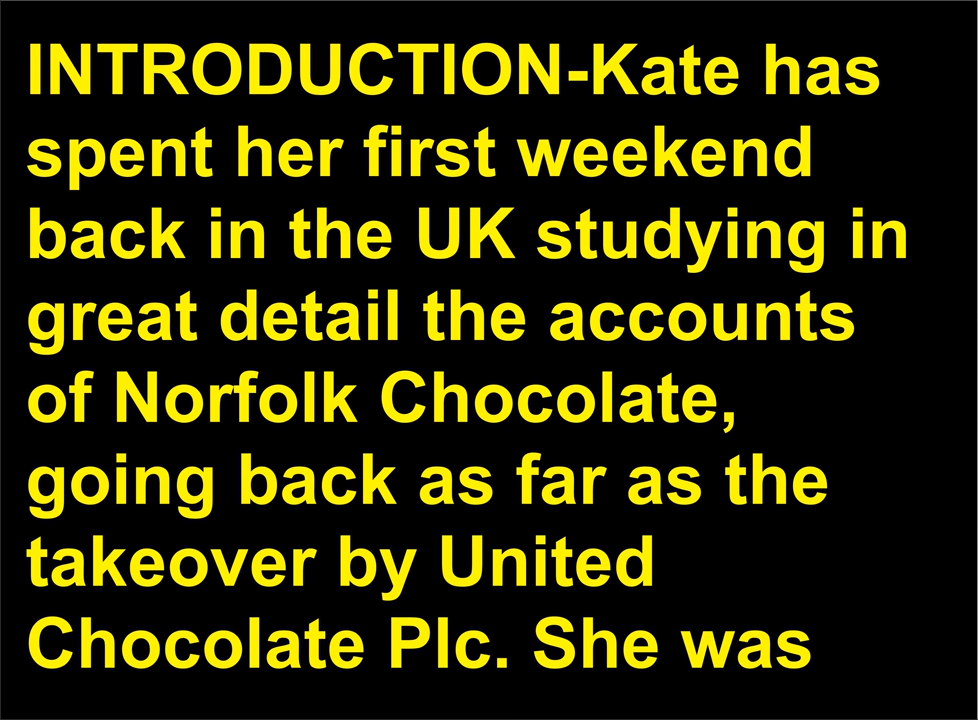 INTRODUCTION-Kate has
spent her first weekend
back in the UK studying in
great detail the accounts
of Norfolk Chocolate,
going back as far as the
takeover by United
Chocolate Plc. She was